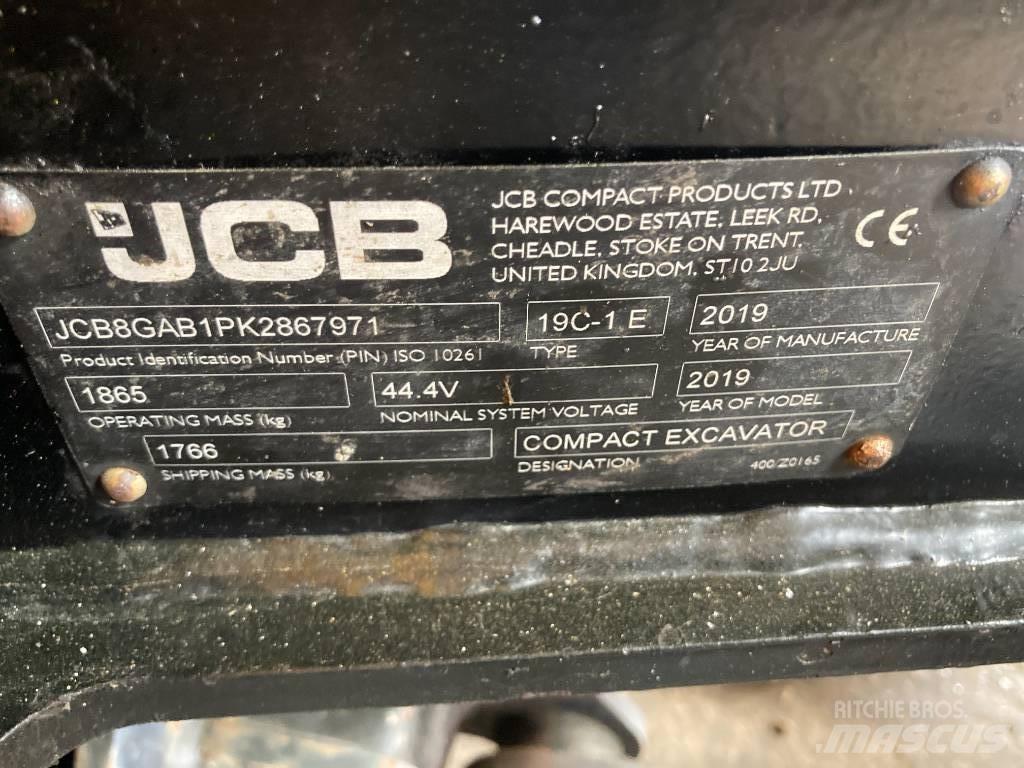 JCB
JCB COMPACT PRODUCTS LTD
HAREWOOD ESTATE, LEEK RD,
CHEADLE, STOKE ON TRENT,
UNITED KINGDOM, ST10 2JU
CE
JCB8GAB1PK2867971
Product Identification Number (PIN) ISO 10261
19C-1 E
TYPE
2019
YEAR OF MANUFACTURE
1865
OPERATING MASS (kg)
44.4V
NOMINAL SYSTEM VOLTAGE
2019
YEAR OF MODEL
1766
SHIPPING MASS (kg)
COMPACT EXCAVATOR
DESIGNATION
400/Z0165
RITCHIE BROS.
MASCUS